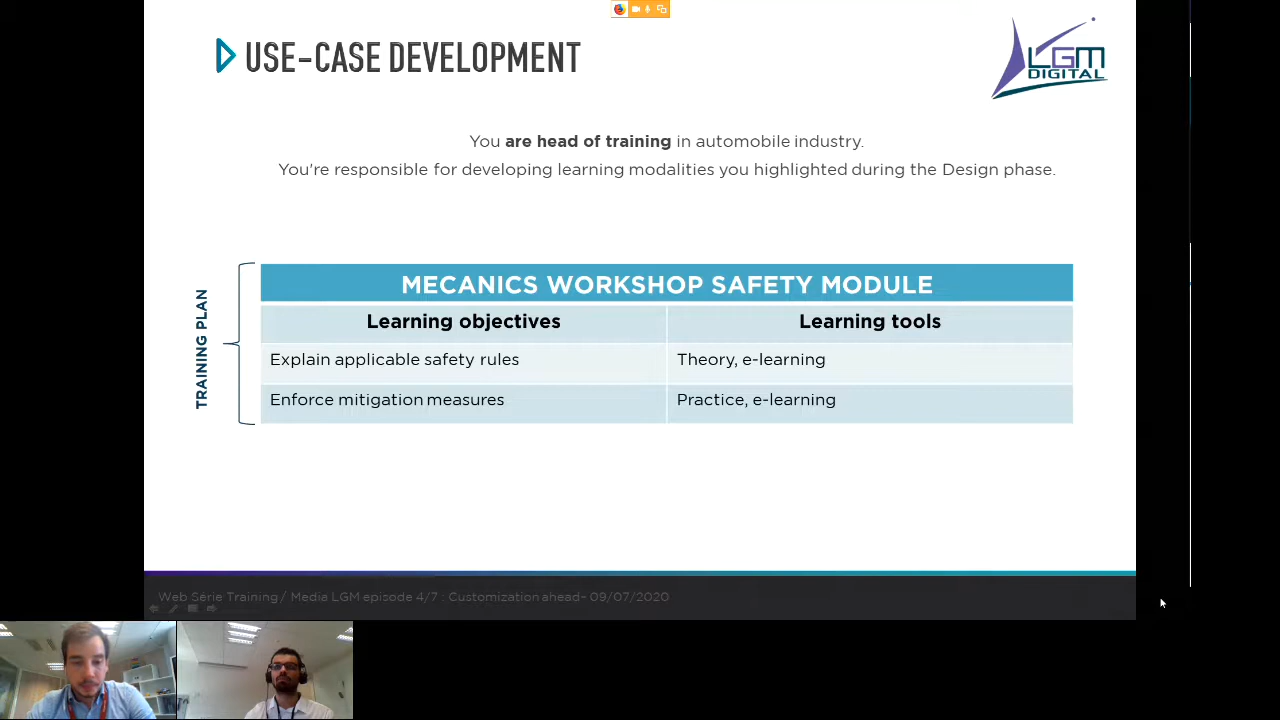 USE-CASE DEVELOPMENT
LGM
DIGITAL
You are head of training in automobile industry.
You're responsible for developing learning modalities you highlighted during the Design phase.
TRAINING PLAN
MECANICS WORKSHOP SAFETY MODULE
Learning objectives
Learning tools
Explain applicable safety rules
Theory, e-learning
Enforce mitigation measures
Practice, e-learning
Web Série Training / Media LGM episode 4/7 : Customization ahead– 09/07/2020